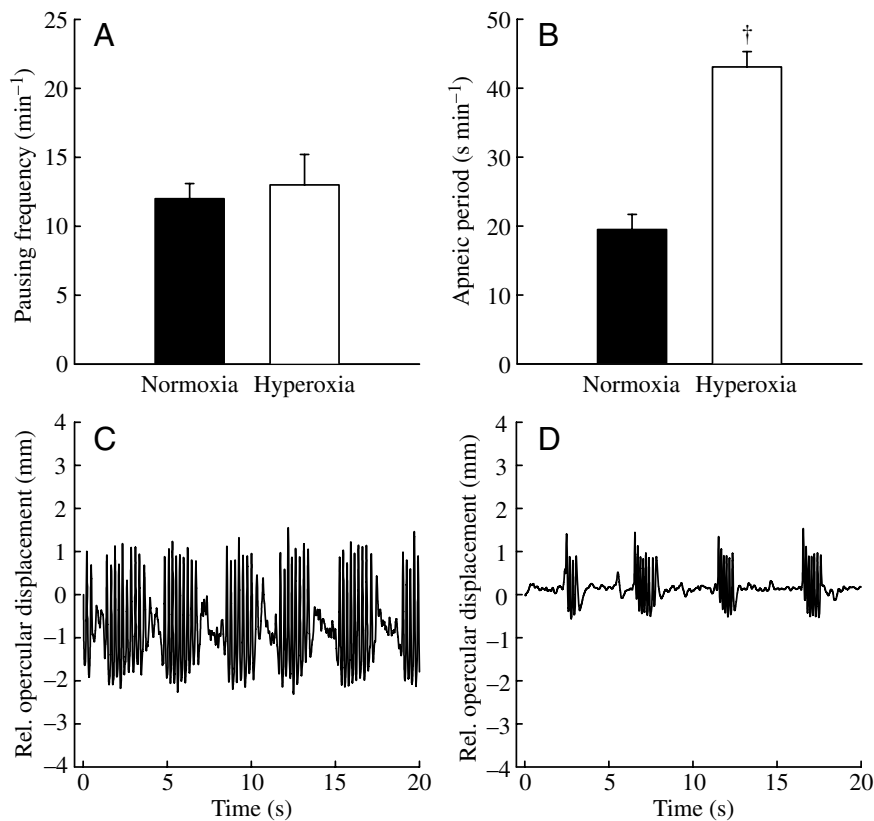 A
Pausing frequency (min–1)
25
20
15
10
5
0
Normoxia Hyperoxia
B
Apneic period (s min–1)
†
50
40
30
20
10
0
Normoxia Hyperoxia
C
Rel. opercular displacement (mm)
4
3
2
1
0
–1
–2
–3
–4
0 5 10 15 20
Time (s)
D
Rel. opercular displacement (mm)
4
3
2
1
0
–1
–2
–3
–4
0 5 10 15 20
Time (s)